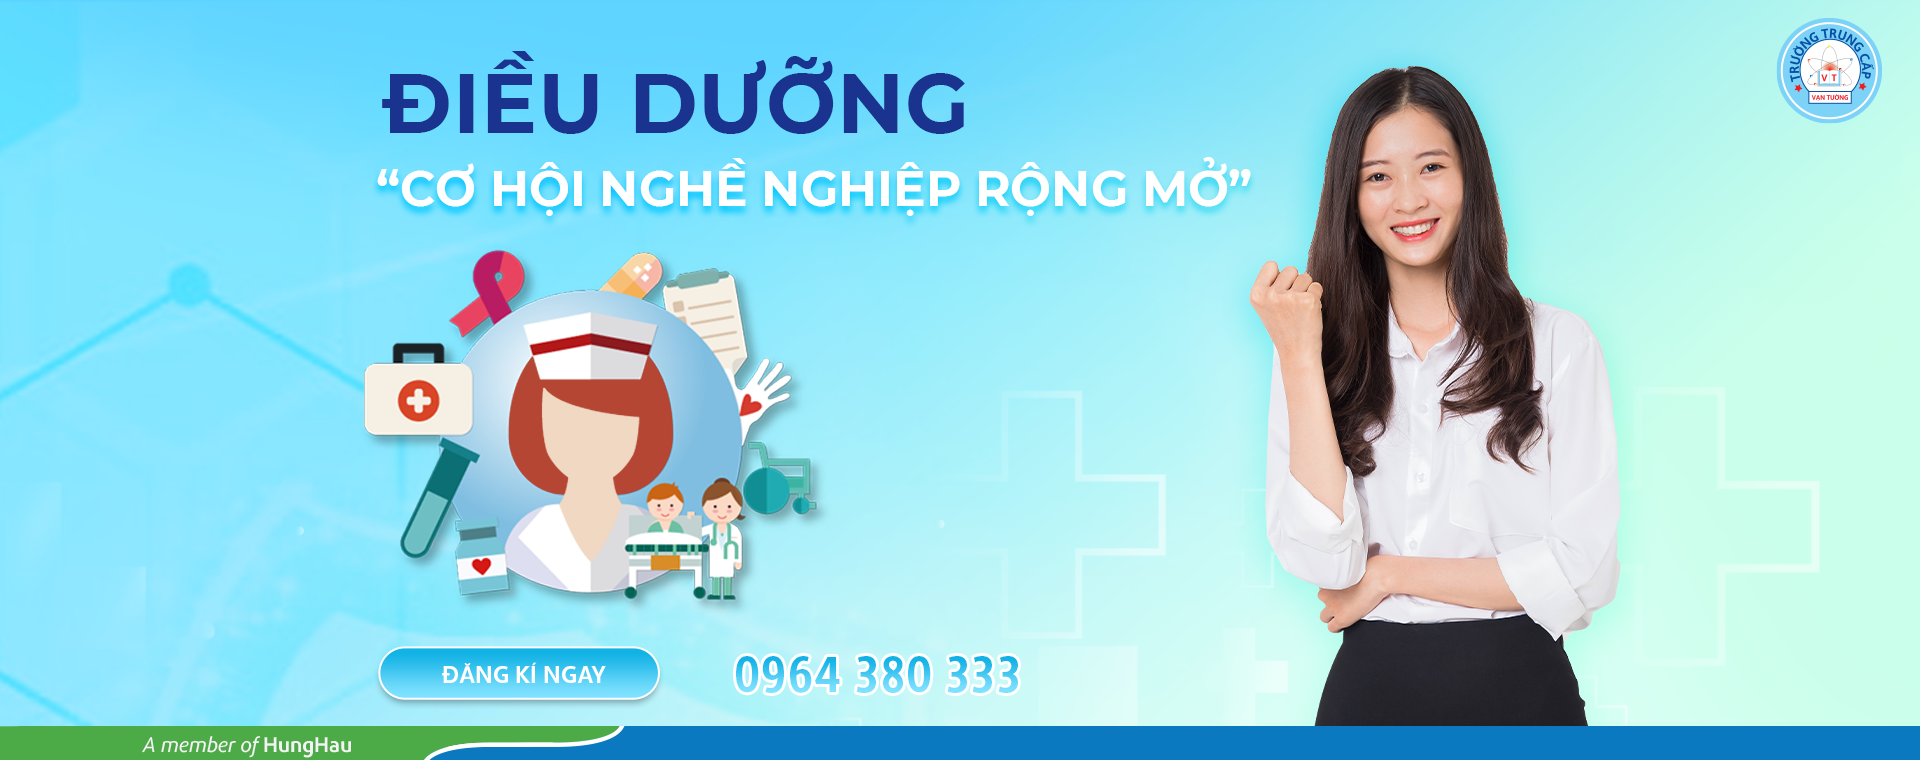 ĐIỀU DƯỠNG
“CƠ HỘI NGHỀ NGHIỆP RỘNG MỞ”
TRƯỜNG TRUNG CẤP
VT
VẠN TƯỜNG
ĐĂNG KÍ NGAY
0964 380 333
A member of HungHau